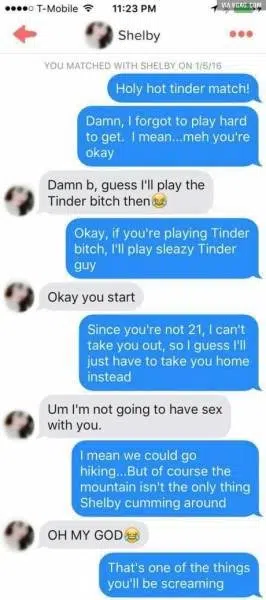 T-Mobile 11:23 PM
VIA 9GAG.COM
Shelby
YOU MATCHED WITH SHELBY ON 1/5/16
Holy hot tinder match!
Damn, I forgot to play hard
to get. I mean...meh you're
okay
Damn b, guess I'll play the
Tinder bitch then😂
Okay, if you're playing Tinder
bitch, I'll play sleazy Tinder
guy
Okay you start
Since you're not 21, I can't
take you out, so I guess I'll
just have to take you home
instead
Um I'm not going to have sex
with you.
I mean we could go
hiking...But of course the
mountain isn't the only thing
Shelby cumming around
OH MY GOD😂
That's one of the things
you'll be screaming